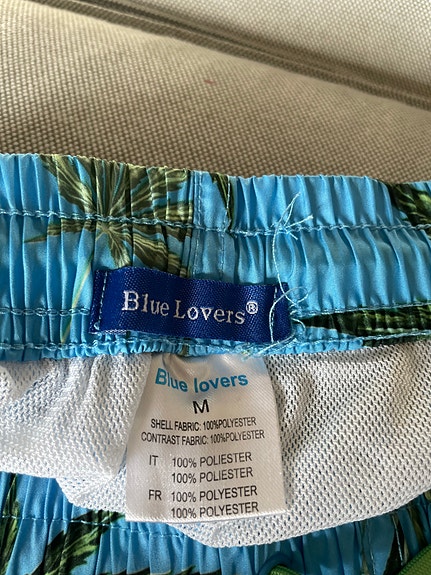 Blue Lovers®
Blue lovers
M
SHELL FABRIC: 100%POLYESTER
CONTRAST FABRIC: 100%POLYESTER
IT 100% POLIESTER
100% POLIESTER
FR 100% POLYESTER
100% POLYESTER